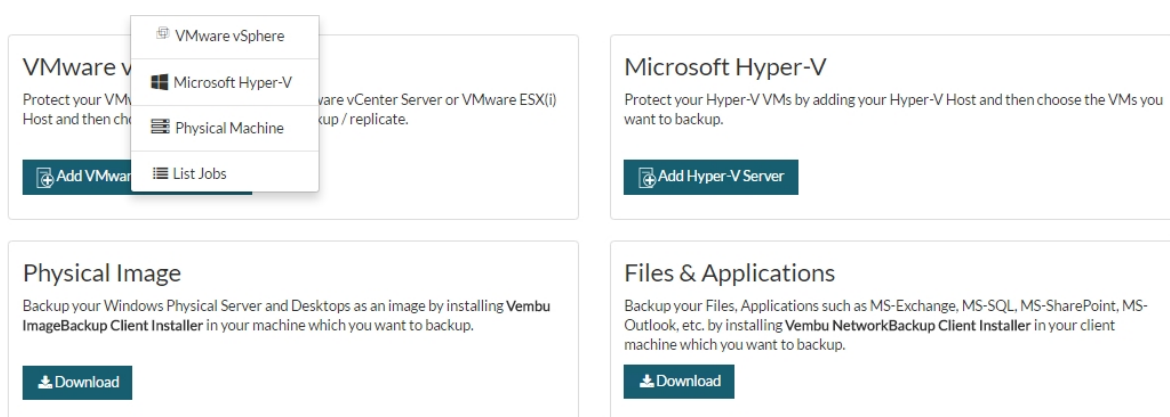 VMware vSphere
Microsoft Hyper-V
Physical Machine
List Jobs
VMware
Protect your
are vCenter Server or VMware ESX(i)
Host and then
up / replicate.
Add
Microsoft Hyper-V
Protect your Hyper-V VMs by adding your Hyper-V Host and then choose the VMs you
want to backup.
Add Hyper-V Server
Physical Image
Backup your Windows Physical Server and Desktops as an image by installing Vembu
ImageBackup Client Installer in your machine which you want to backup.
Download
Files & Applications
Backup your Files, Applications such as MS-Exchange, MS-SQL, MS-SharePoint, MS-
Outlook, etc. by installing Vembu NetworkBackup Client Installer in your client
machine which you want to backup.
Download